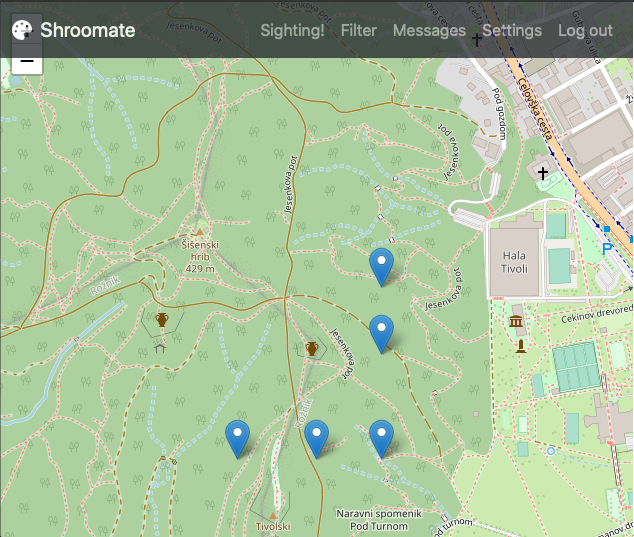 Shroomate
Sighting!
Filter
Messages
Settings
Log out
−
Jesenkova pot
Celovška cesta
Pod gozdom
Jesenkova pot
Jesenkova pot
Šišenski
hrib
429 m
Hala
Tivoli
P
Rožnik
Jesenkova pot
Cekinov drevored
Jesenkova
pot
Rožnik
Naravni spomenik
Pod Turnom
Tivolski
pod turnom